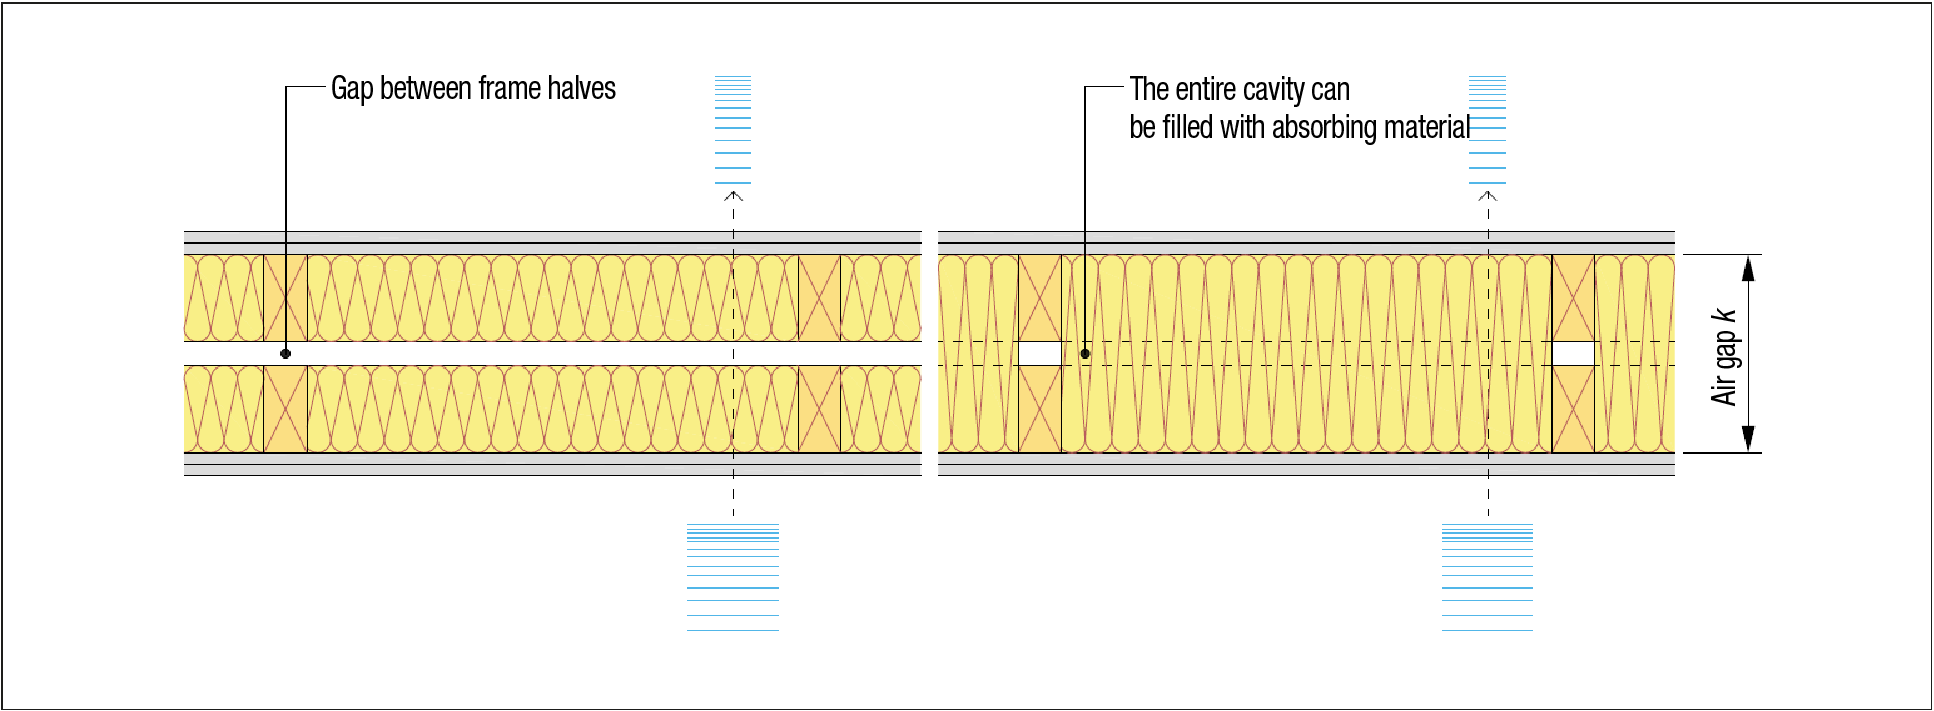 Gap between frame halves
The entire cavity can
be filled with absorbing material
Air gap k